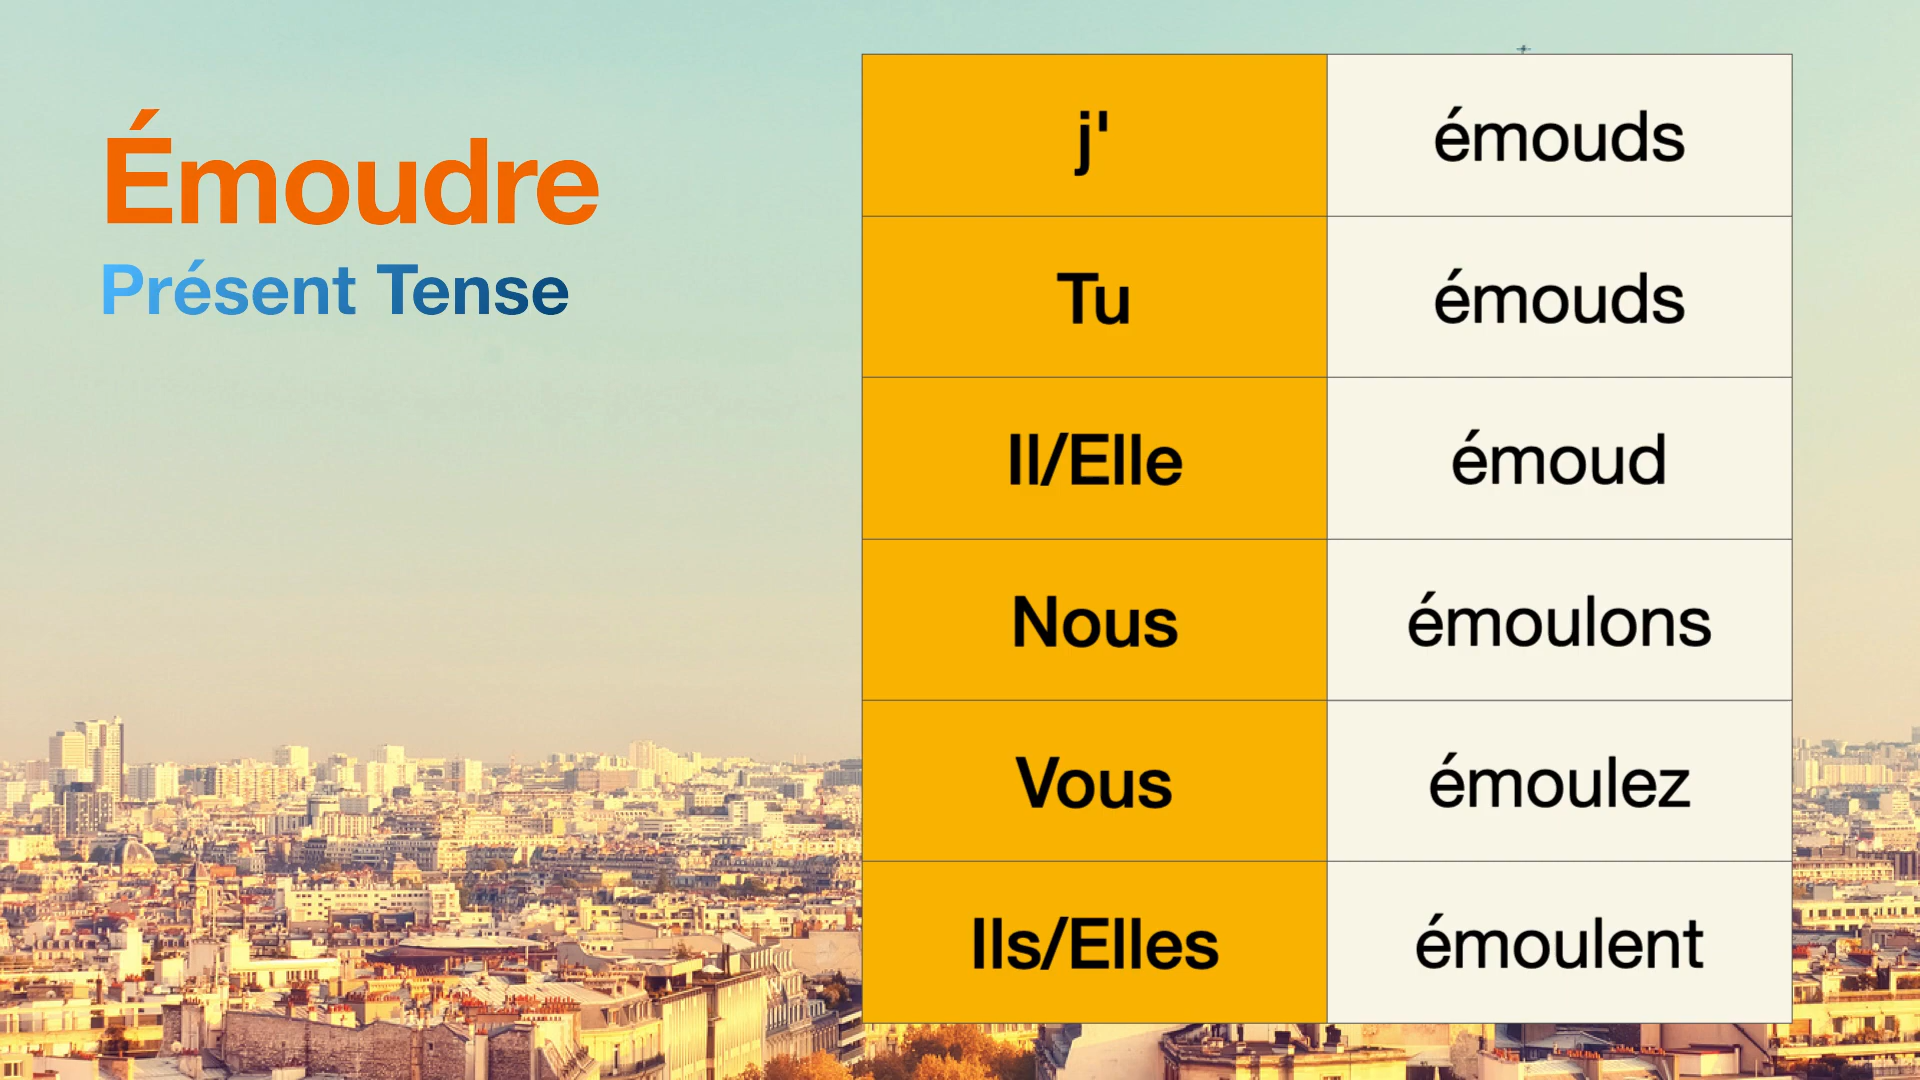 Émoudre
Présent Tense
j' émouds
Tu émouds
Il/Elle émoud
Nous émoulons
Vous émoulez
Ils/Elles émoulent